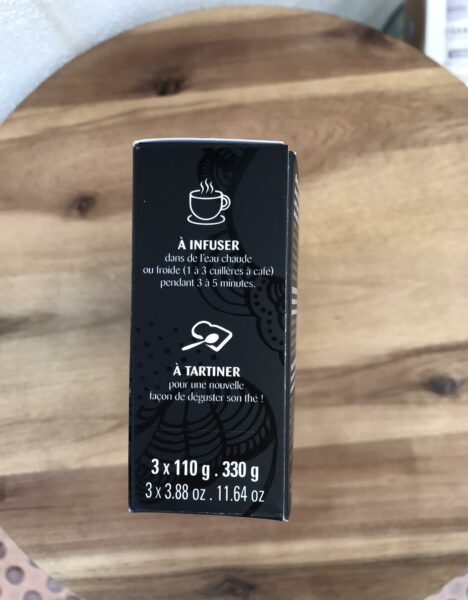 À INFUSER
dans de l'eau chaude
ou froide (1 à 3 cuillères à café)
pendant 3 à 5 minutes.
À TARTINER
pour une nouvelle
façon de déguster son thé !
3 x 110 g . 330 g
3 x 3.88 oz . 11.64 oz